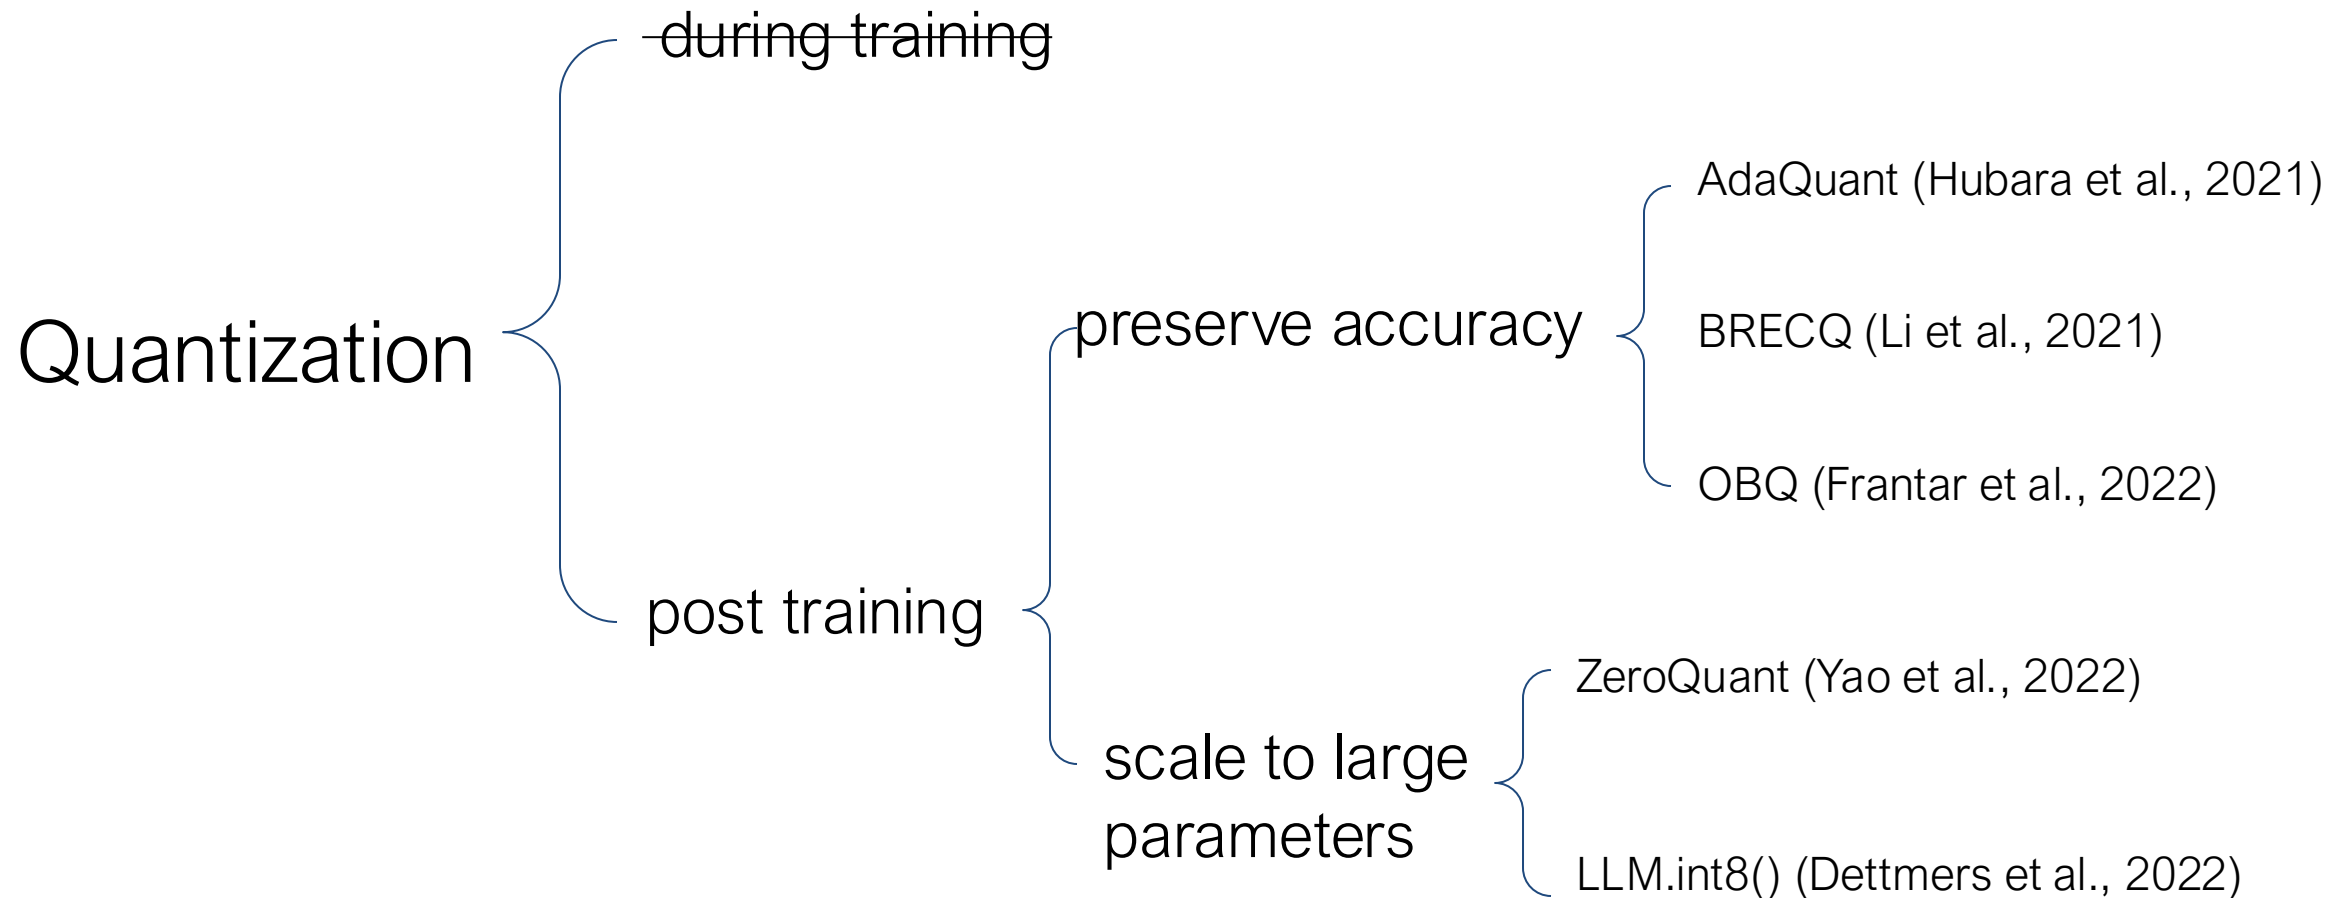 during training
AdaQuant (Hubara et al., 2021)
preserve accuracy
BRECQ (Li et al., 2021)
Quantization
OBQ (Frantar et al., 2022)
post training
ZeroQuant (Yao et al., 2022)
scale to large
parameters
LLM.int8() (Dettmers et al., 2022)